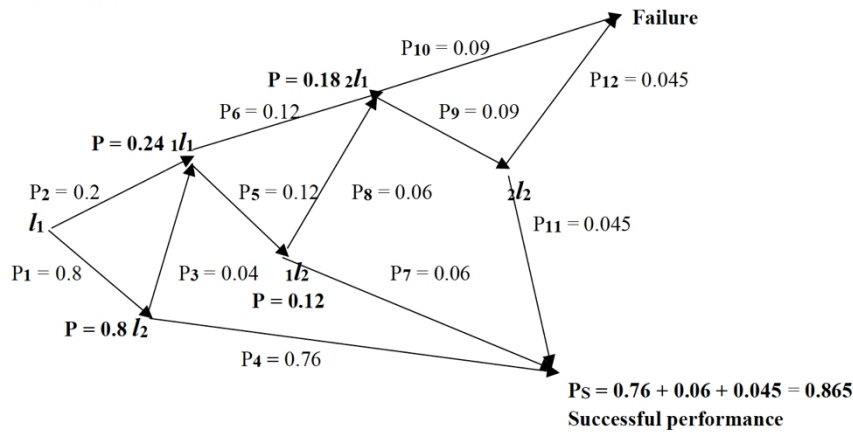 Failure
P10 = 0.09
P = 0.18 2l1
P12 = 0.045
P6 = 0.12
P9 = 0.09
P = 0.24 1l1
P2 = 0.2
P5 = 0.12
P8 = 0.06
2l2
l1
P11 = 0.045
P1 = 0.8
P3 = 0.04
1l2
P7 = 0.06
P = 0.12
P = 0.8 l2
P4 = 0.76
PS = 0.76 + 0.06 + 0.045 = 0.865
Successful performance